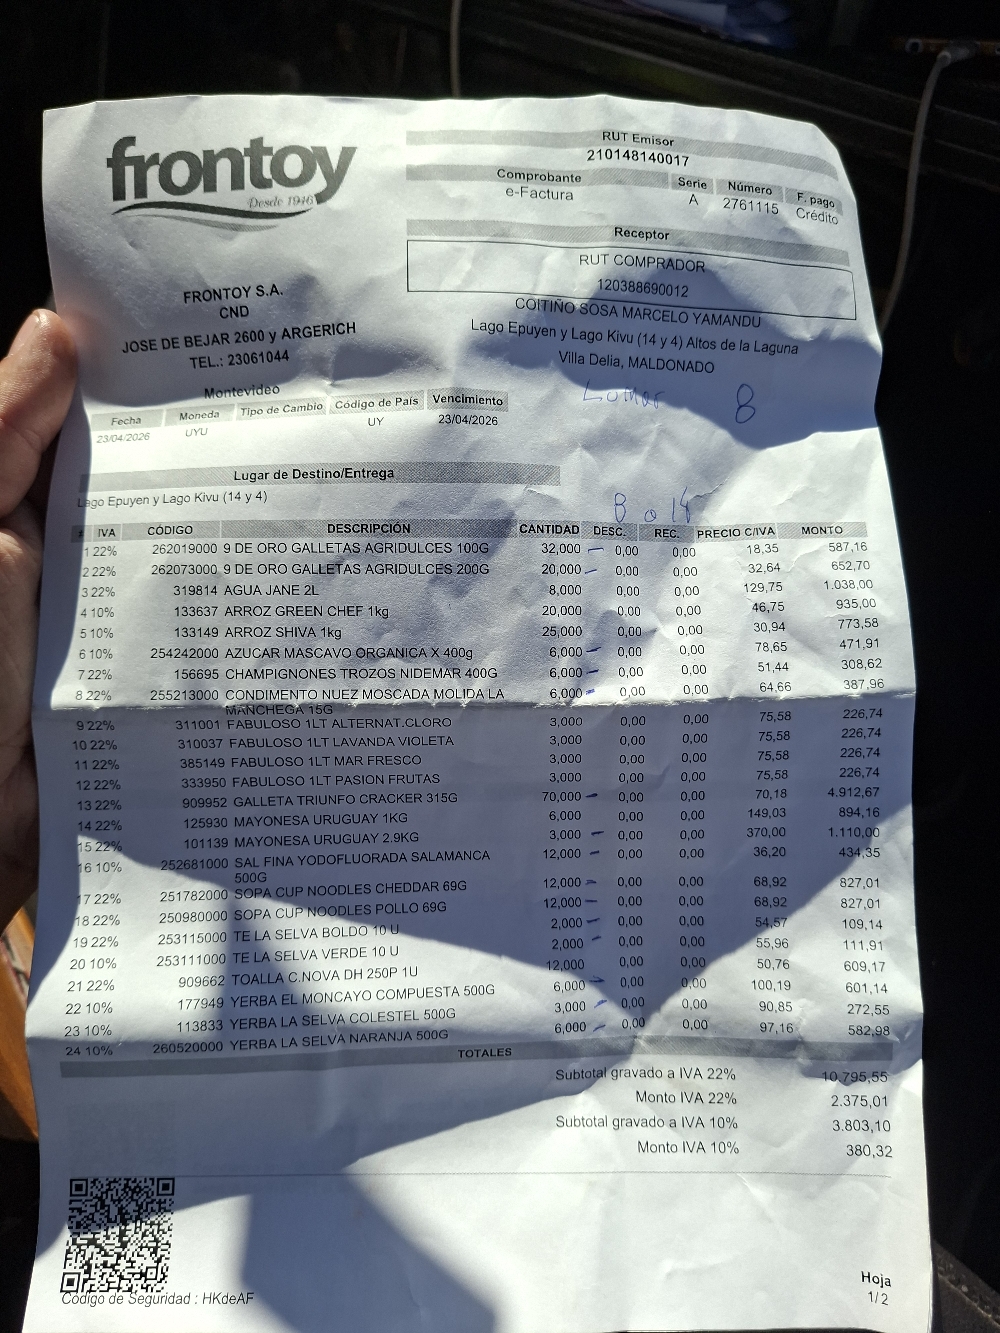 frontoy
Desde 1946
RUT Emisor
210148140017
Comprobante Serie Número F. pago
e-Factura A 2761115 Crédito
Receptor
RUT COMPRADOR
120388690012
COITIÑO SOSA MARCELO YAMANDU
Lago Epuyen y Lago Kivu (14 y 4) Altos de la Laguna
Villa Delia, MALDONADO
FRONTOY S.A.
CND
JOSE DE BEJAR 2600 y ARGERICH
TEL.: 23061044
Montevideo
8
Fecha Moneda Tipo de Cambio Código de País Vencimiento
23/04/2026 UYU UY 23/04/2026
Lugar de Destino/Entrega
Lago Epuyen y Lago Kivu (14 y 4)
8 o 14
# IVA CÓDIGO DESCRIPCIÓN CANTIDAD DESC. REC. PRECIO C/IVA MONTO
1 22% 262019000 9 DE ORO GALLETAS AGRIDULCES 100G 32,000 0,00 0,00 18,35 587,16
2 22% 262073000 9 DE ORO GALLETAS AGRIDULCES 200G 20,000 0,00 0,00 32,64 652,70
3 22% 319814 AGUA JANE 2L 8,000 0,00 0,00 129,75 1.038,00
4 10% 133637 ARROZ GREEN CHEF 1kg 20,000 0,00 0,00 46,75 935,00
5 10% 133149 ARROZ SHIVA 1kg 25,000 0,00 0,00 30,94 773,58
6 10% 254242000 AZUCAR MASCAVO ORGANICA X 400g 6,000 0,00 0,00 78,65 471,91
7 22% 156695 CHAMPIGNONES TROZOS NIDEMAR 400G 6,000 0,00 0,00 51,44 308,62
8 22% 255213000 CONDIMENTO NUEZ MOSCADA MOLIDA LA 6,000 0,00 0,00 64,66 387,96
MANCHEGA 15G
9 22% 311001 FABULOSO 1LT ALTERNAT.CLORO 3,000 0,00 0,00 75,58 226,74
10 22% 310037 FABULOSO 1LT LAVANDA VIOLETA 3,000 0,00 0,00 75,58 226,74
11 22% 385149 FABULOSO 1LT MAR FRESCO 3,000 0,00 0,00 75,58 226,74
12 22% 333950 FABULOSO 1LT PASION FRUTAS 3,000 0,00 0,00 75,58 226,74
13 22% 909952 GALLETA TRIUNFO CRACKER 315G 70,000 0,00 0,00 70,18 4.912,67
14 22% 125930 MAYONESA URUGUAY 1KG 6,000 0,00 0,00 149,03 894,16
15 22% 101139 MAYONESA URUGUAY 2.9KG 3,000 0,00 0,00 370,00 1.110,00
16 10% 252681000 SAL FINA YODOFLUORADA SALAMANCA 12,000 0,00 0,00 36,20 434,35
500G
17 22% 251782000 SOPA CUP NOODLES CHEDDAR 69G 12,000 0,00 0,00 68,92 827,01
18 22% 250980000 SOPA CUP NOODLES POLLO 69G 12,000 0,00 0,00 68,92 827,01
19 22% 253115000 TE LA SELVA BOLDO 10 U 2,000 0,00 0,00 54,57 109,14
20 10% 253111000 TE LA SELVA VERDE 10 U 2,000 0,00 0,00 55,96 111,91
21 22% 909662 TOALLA C.NOVA DH 250P 1U 12,000 0,00 0,00 50,76 609,17
22 10% 177949 YERBA EL MONCAYO COMPUESTA 500G 6,000 0,00 0,00 100,19 601,14
23 10% 113833 YERBA LA SELVA COLESTEL 500G 3,000 0,00 0,00 90,85 272,55
24 10% 260520000 YERBA LA SELVA NARANJA 500G 6,000 0,00 0,00 97,16 582,98
TOTALES
Subtotal gravado a IVA 22% 10.795,55
Monto IVA 22% 2.375,01
Subtotal gravado a IVA 10% 3.803,10
Monto IVA 10% 380,32
Código de Seguridad : HKdeAF
Hoja
1/2